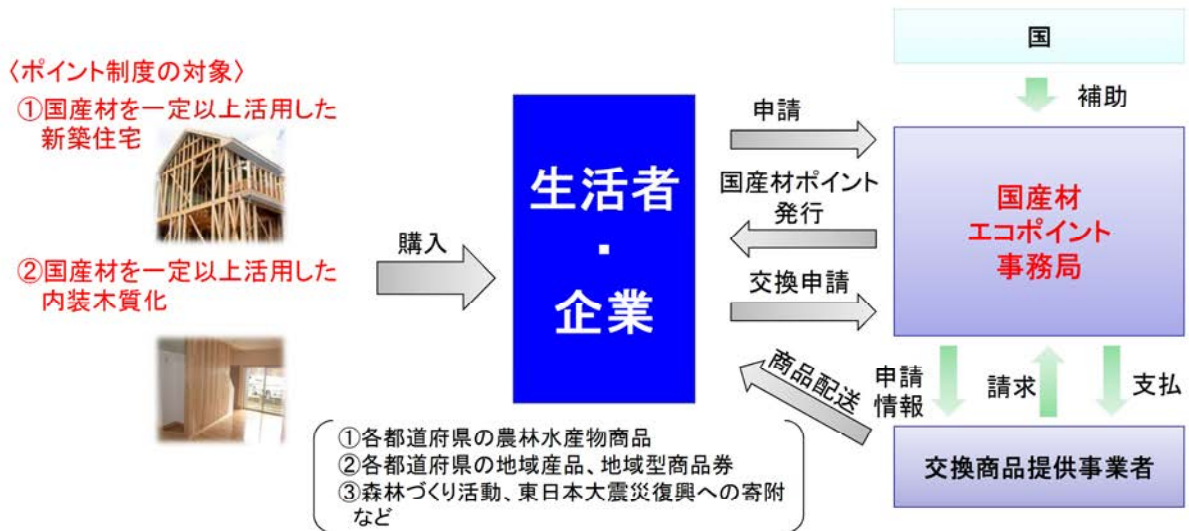 〈ポイント制度の対象〉
①国産材を一定以上活用した
新築住宅
②国産材を一定以上活用した
内装木質化
購入
生活者
・
企業
申請
国産材ポイント
発行
交換申請
商品配送
国
補助
国産材
エコポイント
事務局
申請
情報
請求
支払
交換商品提供事業者
①各都道府県の農林水産物商品
②各都道府県の地域産品、地域型商品券
③森林づくり活動、東日本大震災復興への寄附
など